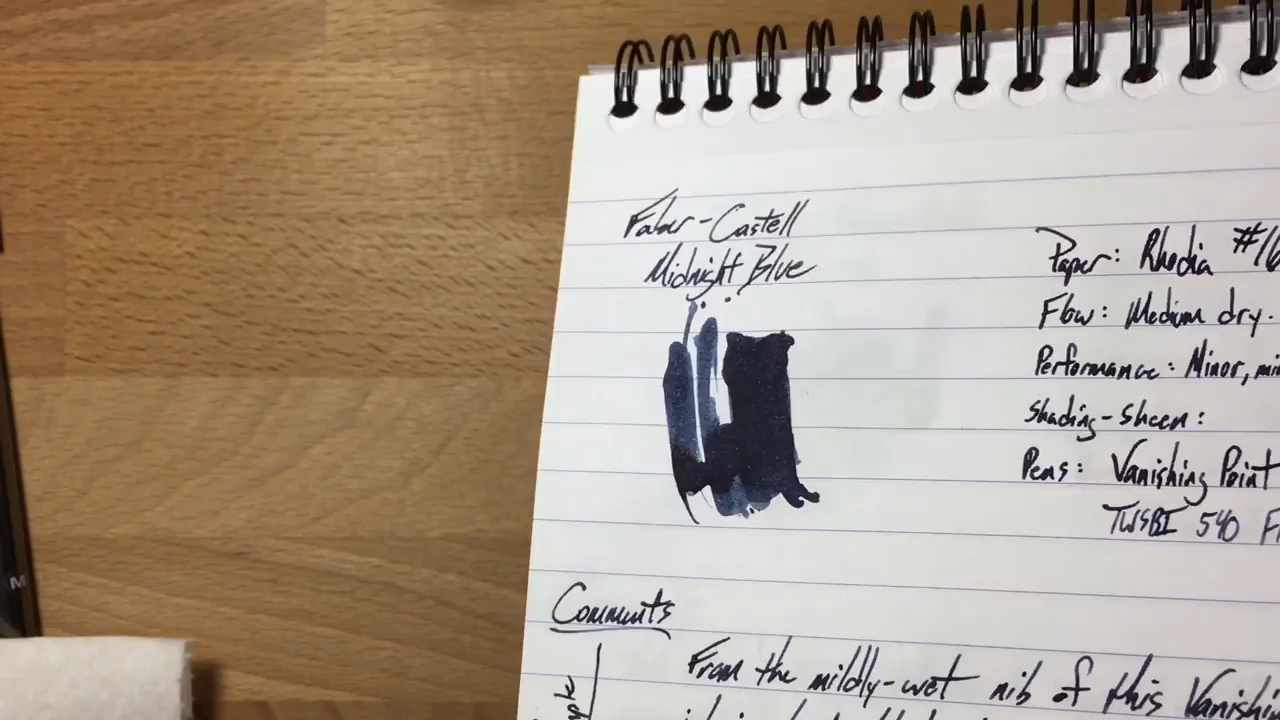 Faber-Castell
Midnight Blue
Paper: Rhodia #16
Flow: Medium dry.
Performance: Minor,
Shading-Sheen:
Pens: Vanishing Point
TWSBI 540
Comments
From the mildly-wet nib of this
M